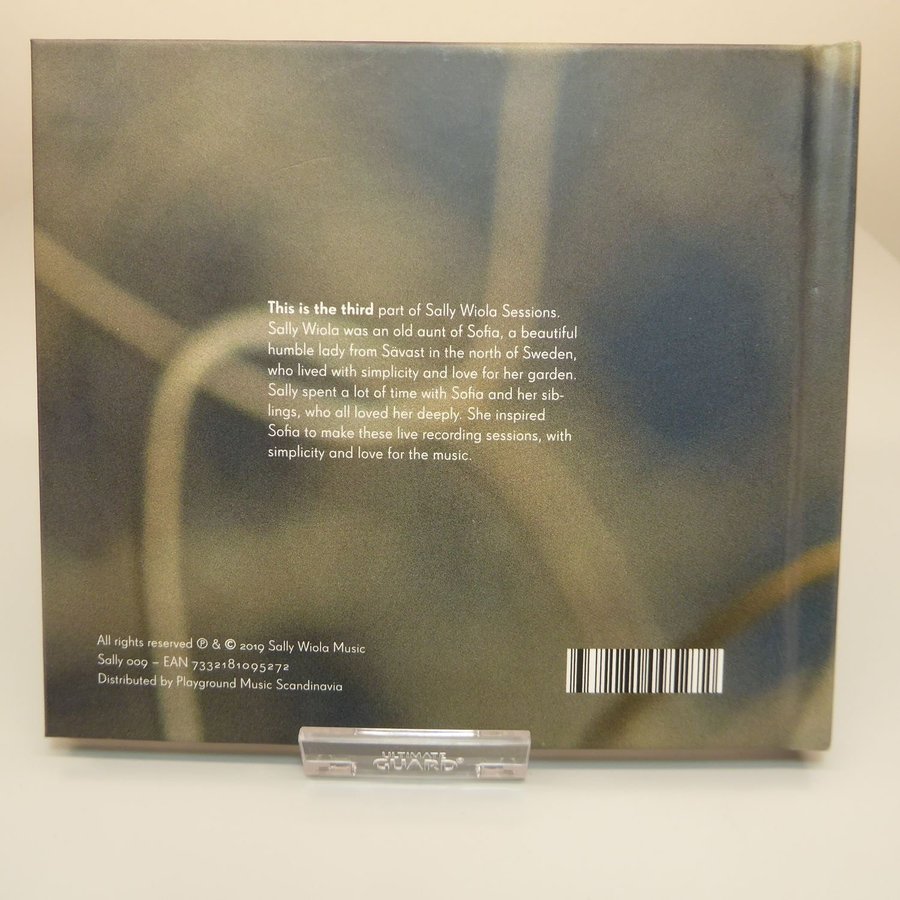 This is the third part of Sally Wiola Sessions.
Sally Wiola was an old aunt of Sofia, a beautiful
humble lady from Sävast in the north of Sweden,
who lived with simplicity and love for her garden.
Sally spent a lot of time with Sofia and her sib-
lings, who all loved her deeply. She inspired
Sofia to make these live recording sessions, with
simplicity and love for the music.
All rights reserved ℗ & © 2019 Sally Wiola Music
Sally 009 – EAN 7332181095272
Distributed by Playground Music Scandinavia
ULTIMATE
GUARD®